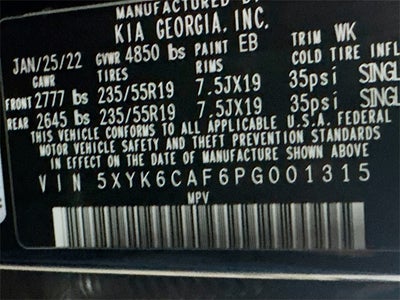 MANUFACTURED BY
KIA GEORGIA, INC.
JAN/25/22 GVWR 4850 lbs PAINT EB TRIM WK
GAWR TIRES RIMS COLD TIRE INFL
FRONT 2777 lbs 235/55R19 7.5JX19 35psi SINGL
REAR 2645 lbs 235/55R19 7.5JX19 35psi SINGL
THIS VEHICLE CONFORMS TO ALL APPLICABLE U.S.A. FEDERAL
MOTOR VEHICLE SAFETY AND THEFT PREVENTION STANDARDS
IN EFFECT ON THE DATE OF MANUFACTURE SHOWN ABOVE
VIN 5XYK6CAF6PG001315
MPV